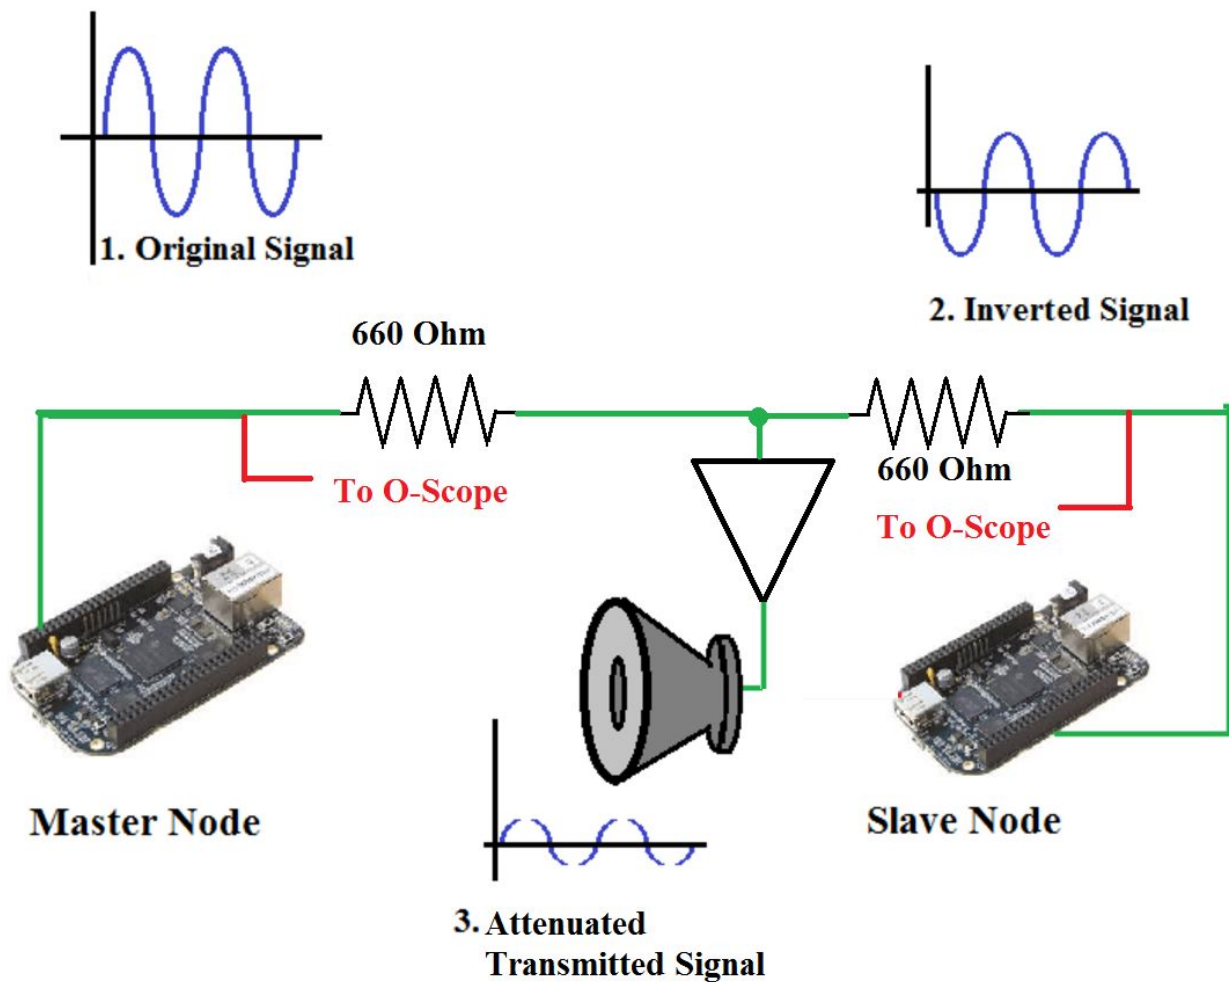 1. Original Signal
2. Inverted Signal
660 Ohm
660 Ohm
To O-Scope
To O-Scope
Master Node
Slave Node
3. Attenuated
Transmitted Signal